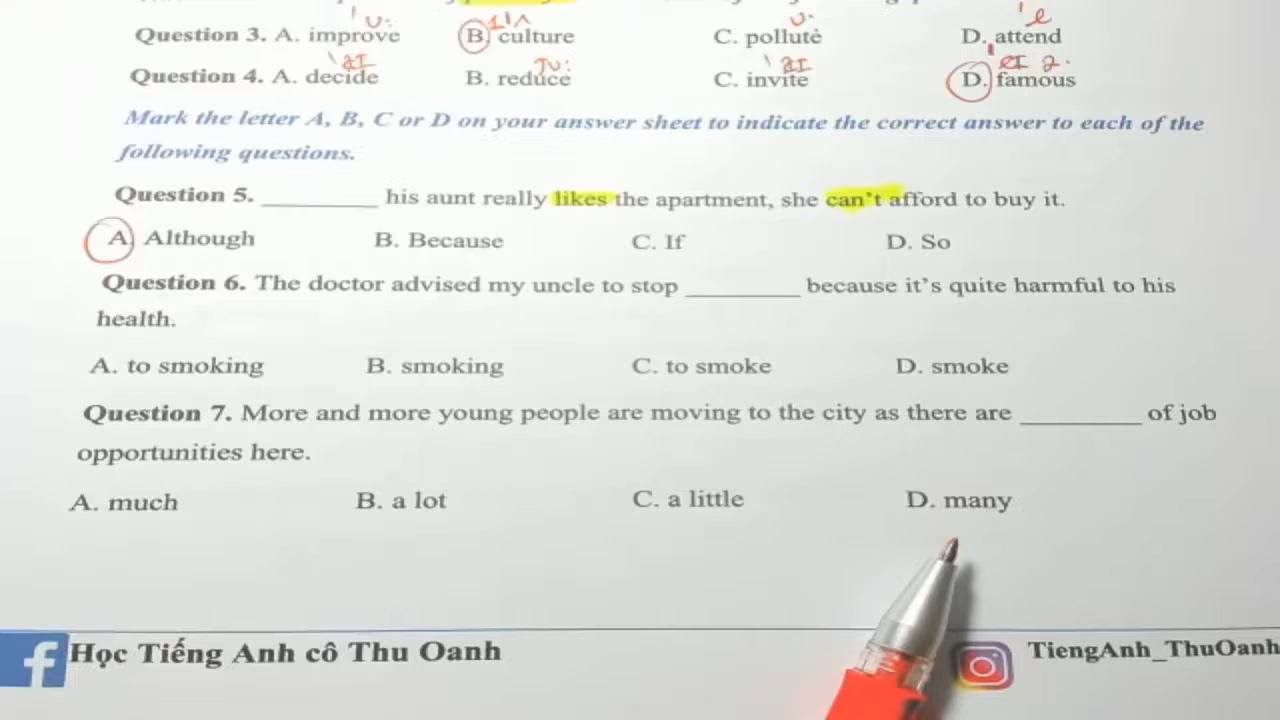 Question 3. A. improve B. culture C. pollute D. attend
Question 4. A. decide B. reduce C. invite D. famous
Mark the letter A, B, C or D on your answer sheet to indicate the correct answer to each of the
following questions.
Question 5. __________ his aunt really likes the apartment, she can't afford to buy it.
A. Although B. Because C. If D. So
Question 6. The doctor advised my uncle to stop __________ because it's quite harmful to his
health.
A. to smoking B. smoking C. to smoke D. smoke
Question 7. More and more young people are moving to the city as there are __________ of job
opportunities here.
A. much B. a lot C. a little D. many
Học Tiếng Anh cô Thu Oanh
TiengAnh_ThuOanh